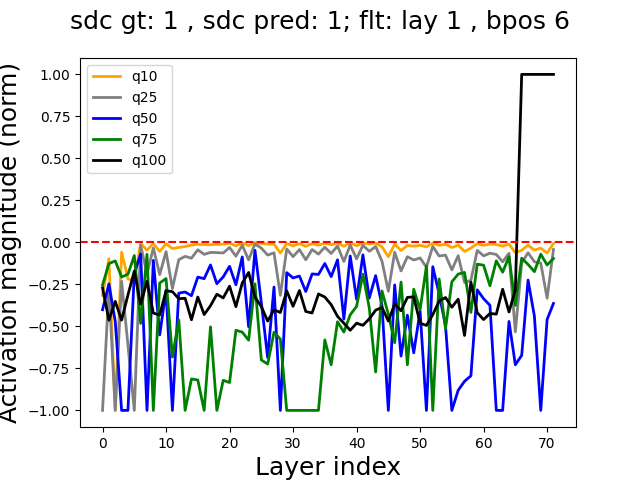 sdc gt: 1 , sdc pred: 1; flt: lay 1 , bpos 6
Activation magnitude (norm)
1.00
0.75
0.50
0.25
0.00
−0.25
−0.50
−0.75
−1.00
q10
q25
q50
q75
q100
0 10 20 30 40 50 60 70
Layer index